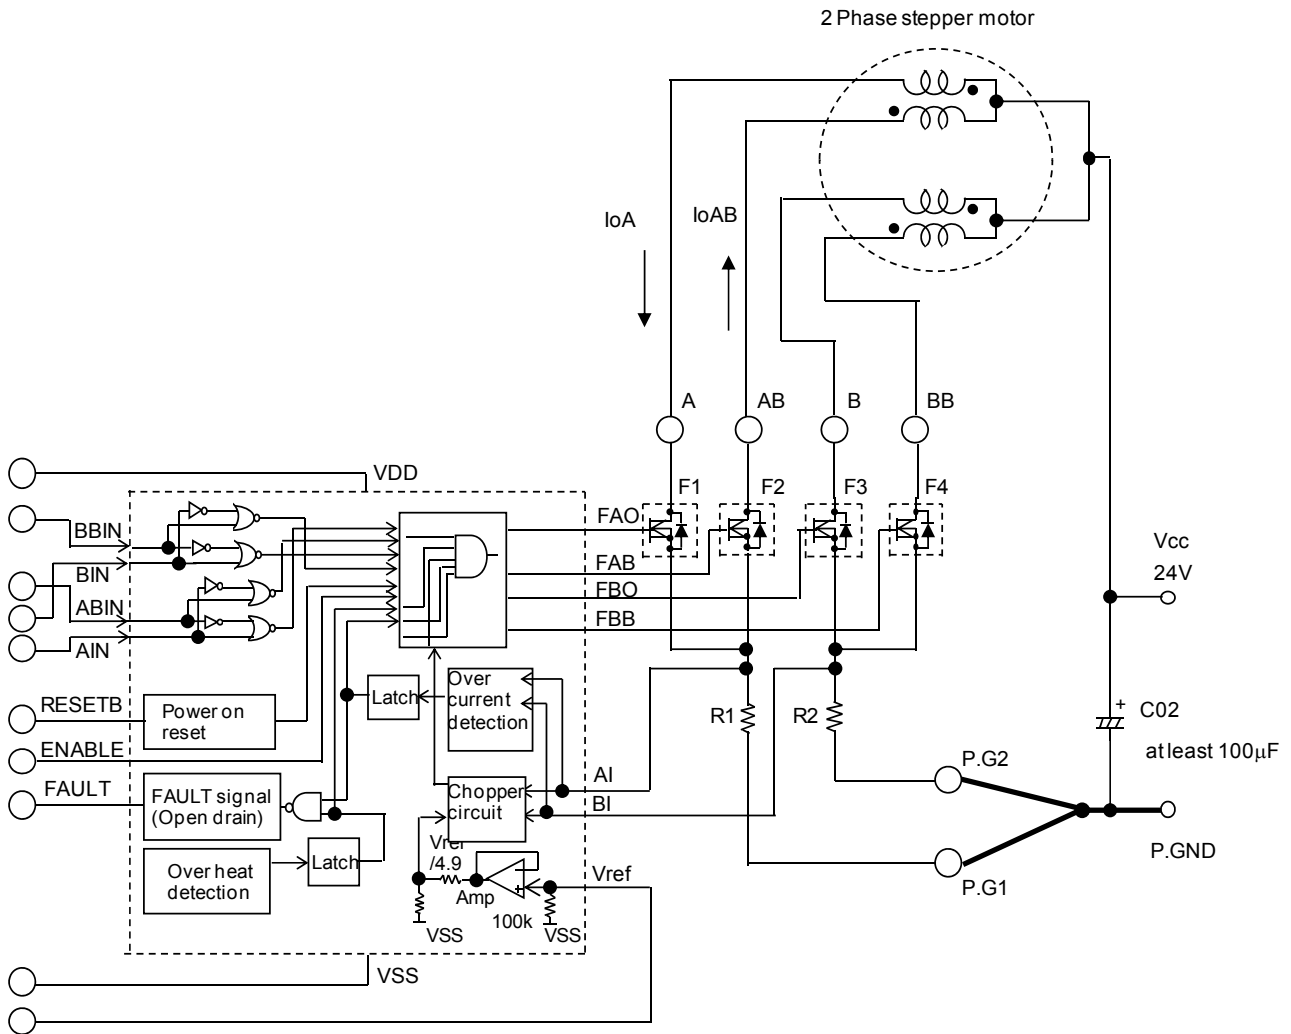 2 Phase stepper motor
IoA
IoAB
A
AB
B
BB
VDD
F1
F2
F3
F4
BBIN
BIN
ABIN
AIN
FAO
FAB
FBO
FBB
Vcc
24V
RESETB
Power on
reset
Latch
Over
current
detection
R1
R2
+
C02
at least 100μF
ENABLE
FAULT
FAULT signal
(Open drain)
Chopper
circuit
AI
BI
P.G2
P.GND
P.G1
Over heat
detection
Latch
Vref
/4.9
Amp
+
100k
Vref
VSS
VSS
VSS